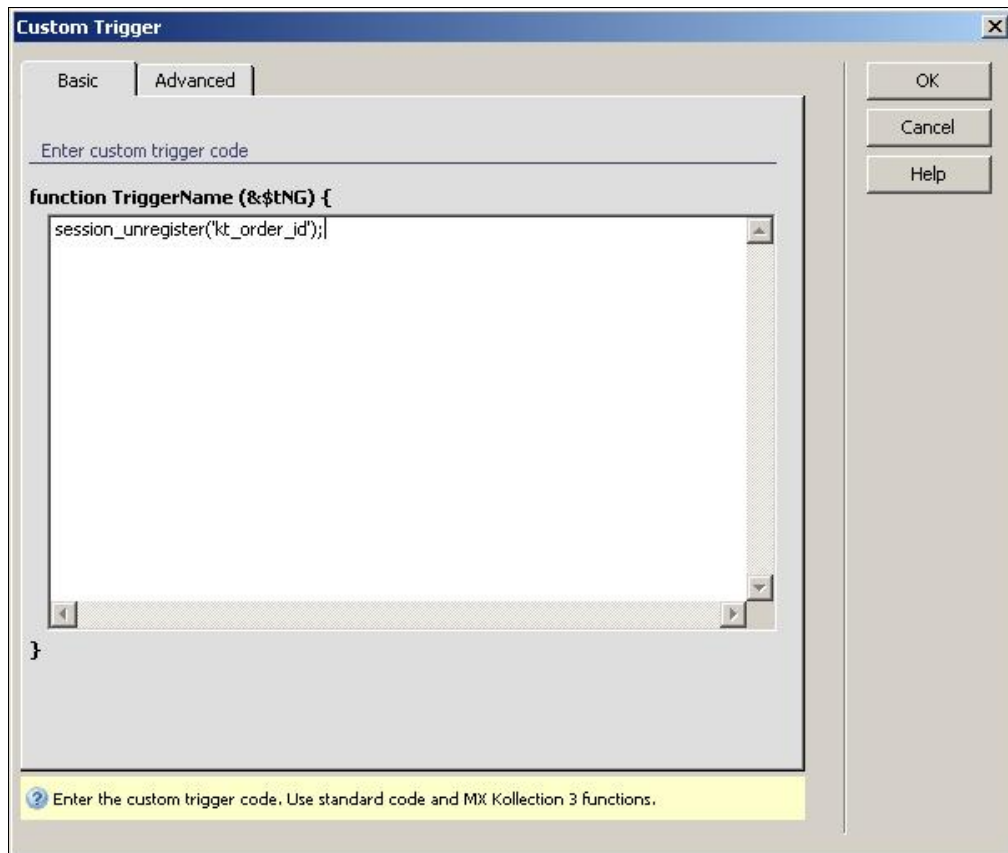 Custom Trigger
Basic
Advanced
OK
Cancel
Help
Enter custom trigger code
function TriggerName (&$tNG) {
session_unregister('kt_order_id');
}
Enter the custom trigger code. Use standard code and MX Kollection 3 functions.